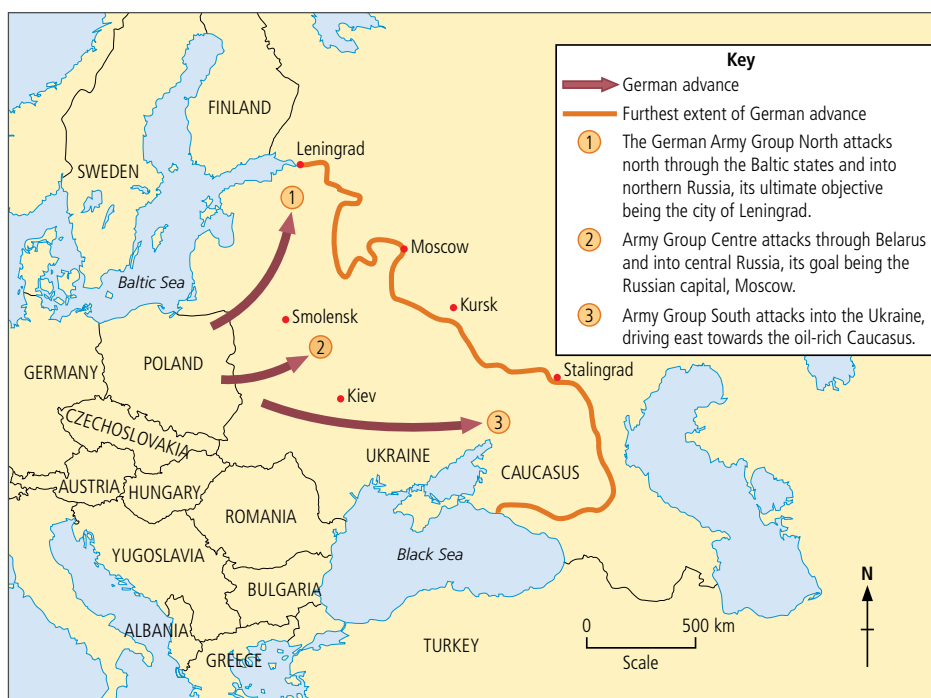 FINLAND
SWEDEN
Leningrad
1
Moscow
Baltic Sea
Smolensk
Kursk
2
POLAND
GERMANY
Kiev
Stalingrad
3
CZECHOSLOVAKIA
UKRAINE
CAUCASUS
AUSTRIA
HUNGARY
ROMANIA
YUGOSLAVIA
Black Sea
BULGARIA
ALBANIA
GREECE
TURKEY
Key
German advance
Furthest extent of German advance
1 The German Army Group North attacks
north through the Baltic states and into
northern Russia, its ultimate objective
being the city of Leningrad.
2 Army Group Centre attacks through Belarus
and into central Russia, its goal being the
Russian capital, Moscow.
3 Army Group South attacks into the Ukraine,
driving east towards the oil-rich Caucasus.
N
0 500 km
Scale